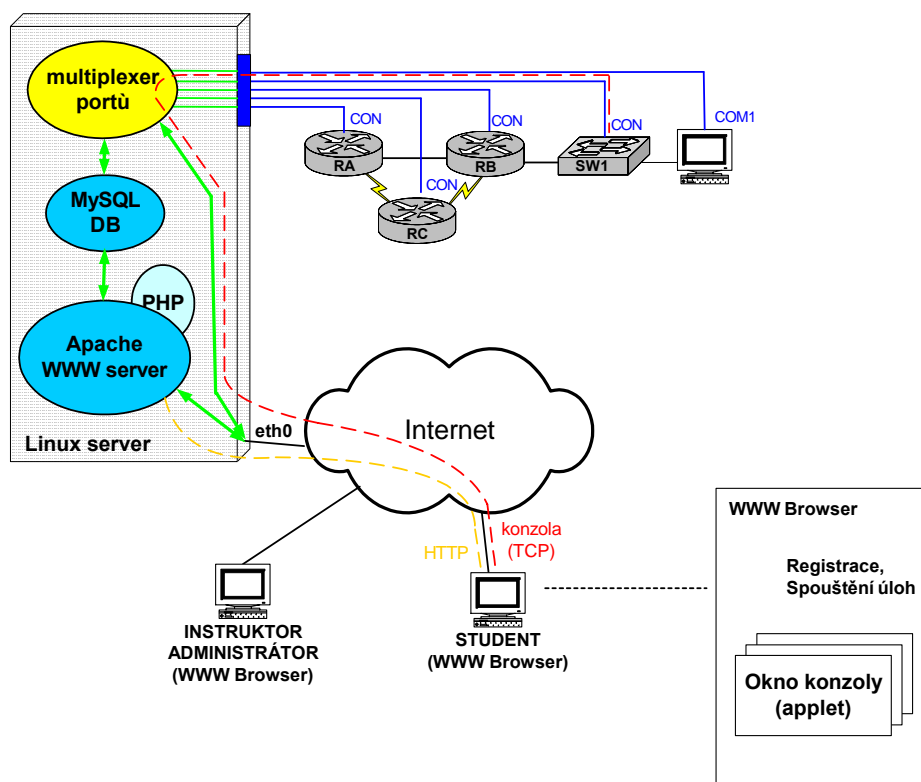 multiplexer
portù
MySQL
DB
PHP
Apache
WWW server
Linux server
eth0
CON
CON
CON
CON
COM1
RA
RB
RC
SW1
Internet
HTTP
konzola
(TCP)
INSTRUKTOR
ADMINISTRÁTOR
(WWW Browser)
STUDENT
(WWW Browser)
WWW Browser
Registrace,
Spouštění úloh
Okno konzoly
(applet)